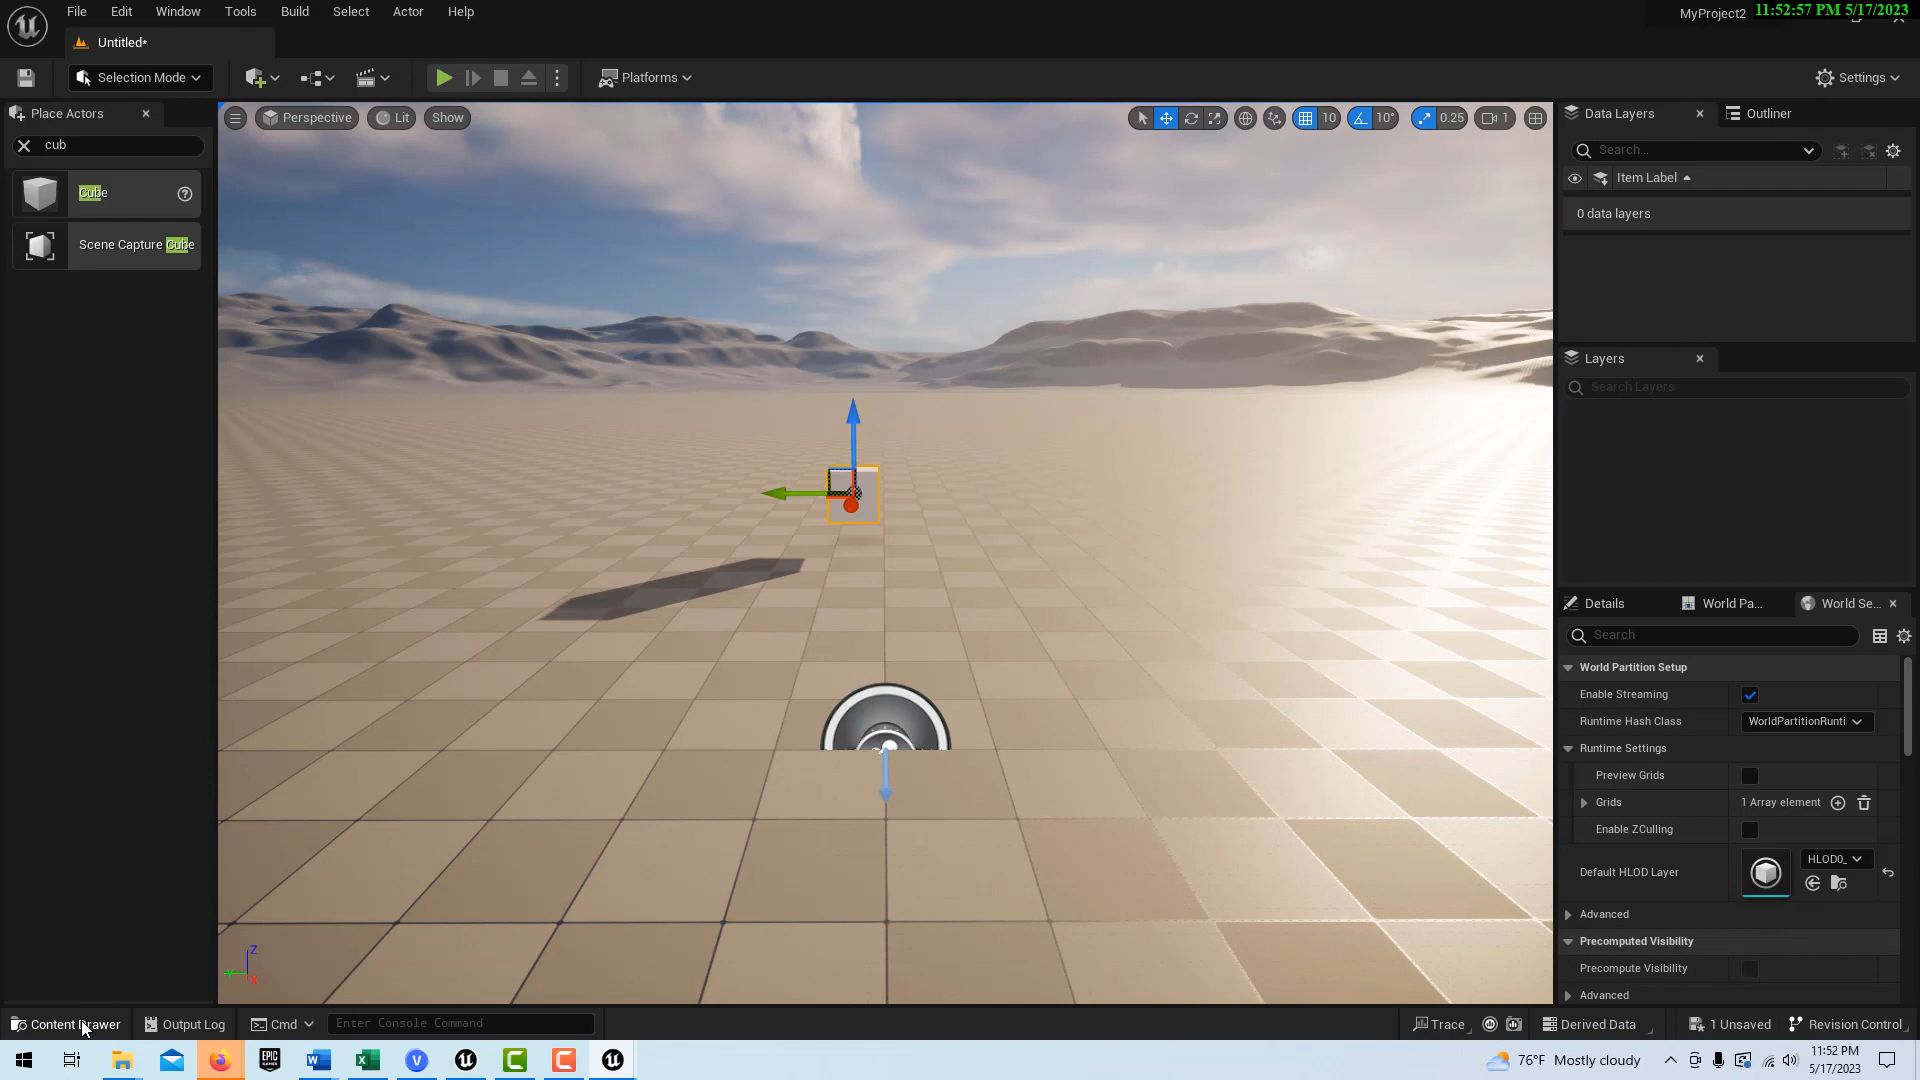 File Edit Window Tools Build Select Actor Help
MyProject2
11:52:57 PM 5/17/2023
Untitled*
Selection Mode
Platforms
Settings
Place Actors
cub
Cube
Scene Capture Cube
Perspective Lit Show
10 10° 0.25 1
Data Layers Outliner
Search...
Item Label
0 data layers
Layers
Search Layers
Details World Pa... World Se...
Search
World Partition Setup
Enable Streaming
Runtime Hash Class WorldPartitionRunti
Runtime Settings
Preview Grids
Grids 1 Array element
Enable ZCulling
Default HLOD Layer HLOD0_
Advanced
Precomputed Visibility
Precompute Visibility
Advanced
Z
Y
X
Content Drawer Output Log Cmd Enter Console Command
Trace Derived Data 1 Unsaved Revision Control
EPIC GAMES
76°F Mostly cloudy
11:52 PM
5/17/2023